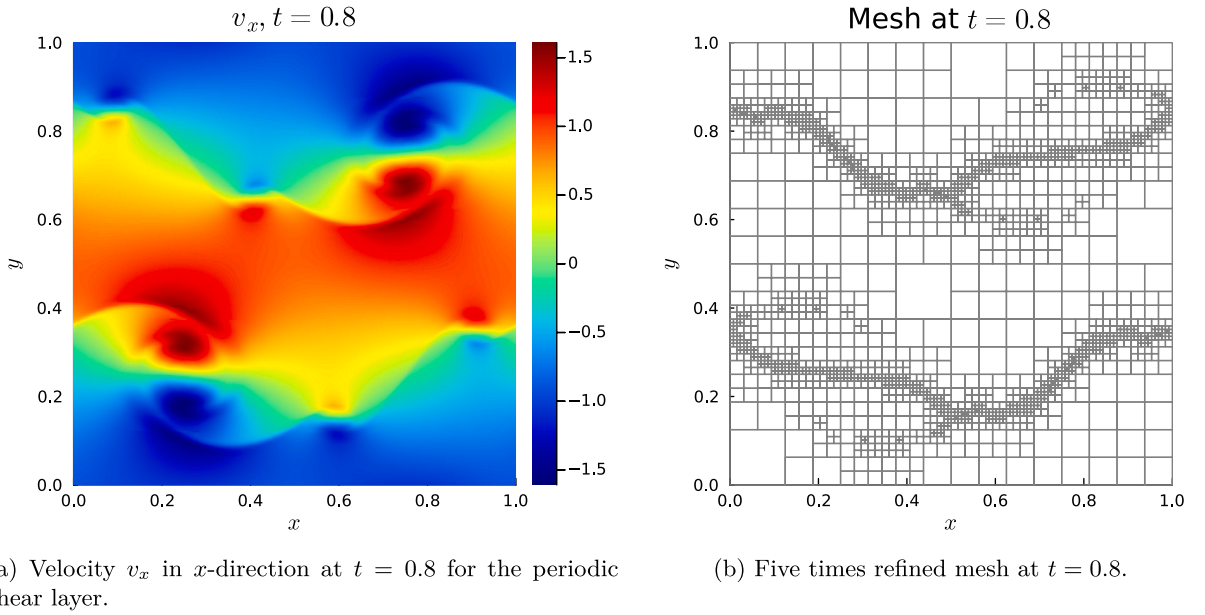 v_x, t = 0.8
1.0
0.8
0.6
0.4
0.2
0.0
y
0.0 0.2 0.4 0.6 0.8 1.0
x
1.5
1.0
0.5
0
−0.5
−1.0
−1.5
Mesh at t = 0.8
1.0
0.8
0.6
0.4
0.2
0.0
y
0.0 0.2 0.4 0.6 0.8 1.0
x
a) Velocity v_x in x-direction at t = 0.8 for the periodic
hear layer.
(b) Five times refined mesh at t = 0.8.